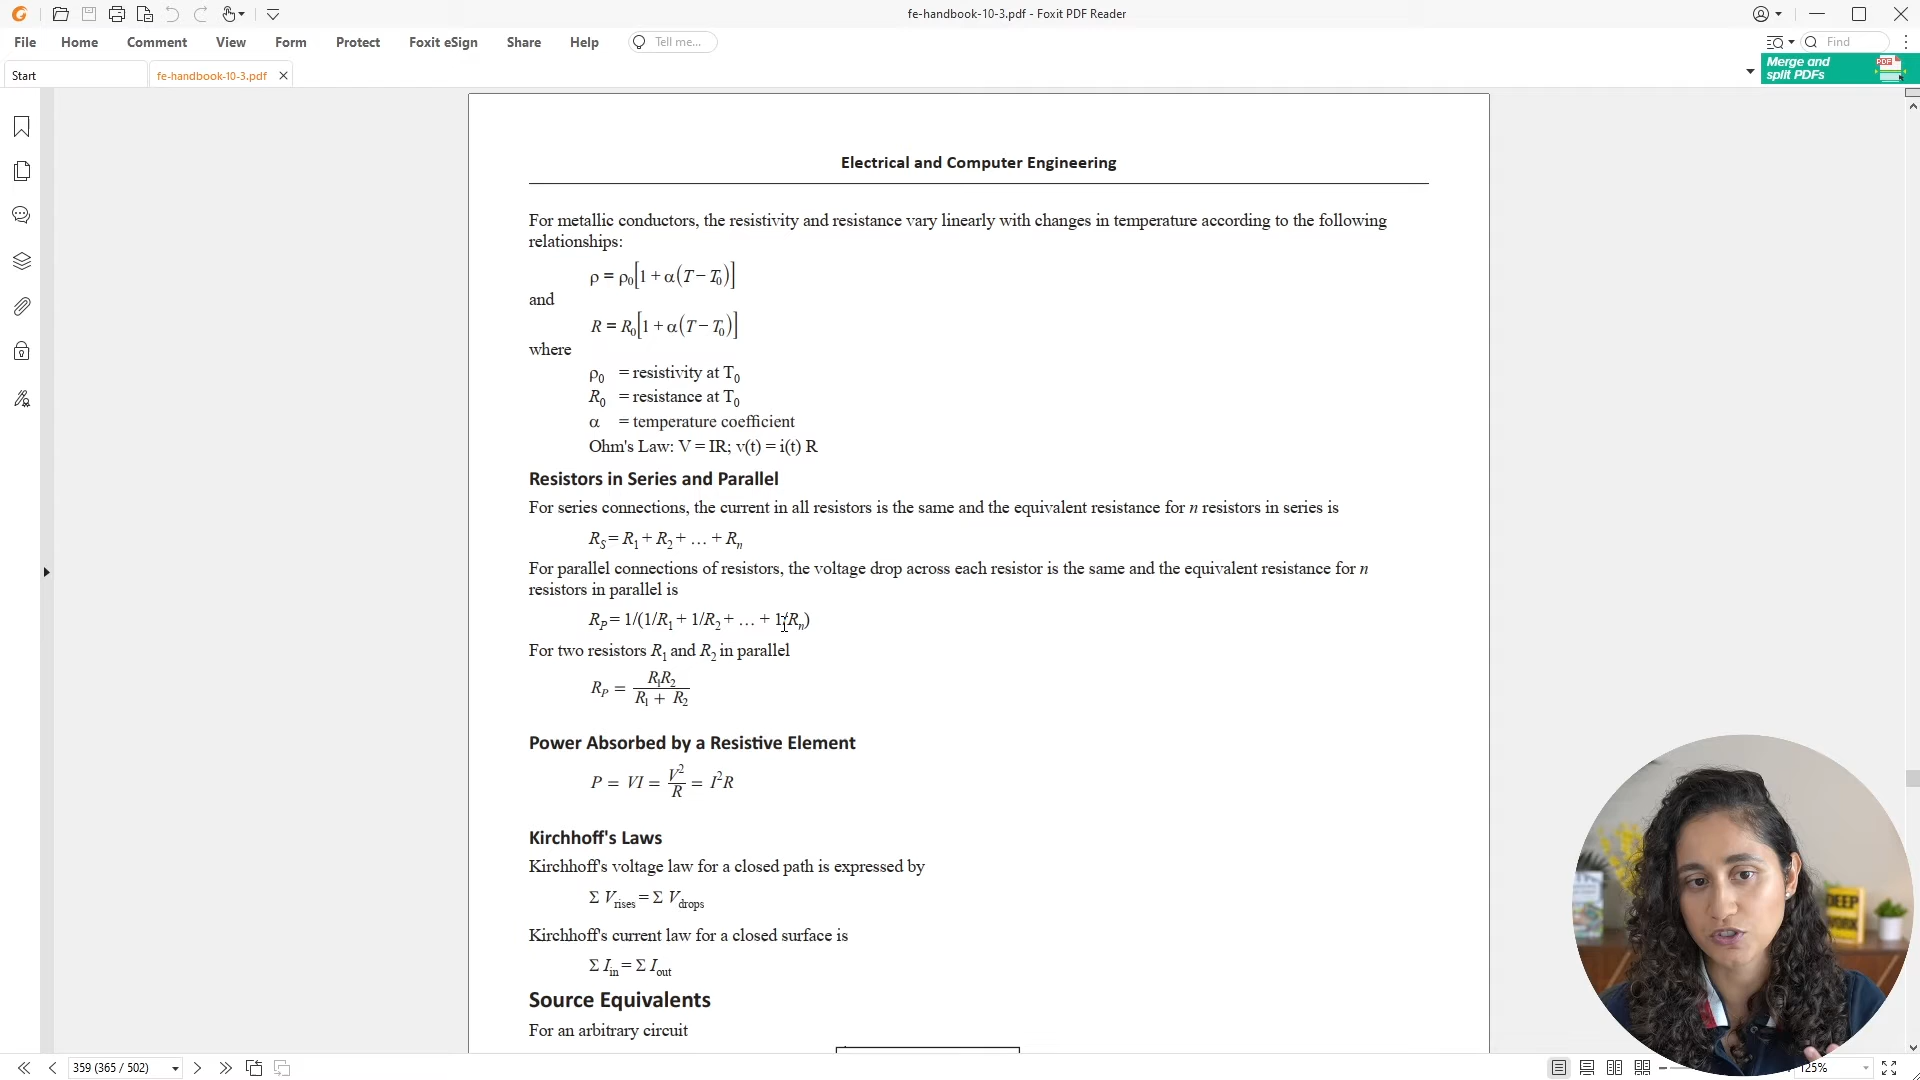 fe-handbook-10-3.pdf - Foxit PDF Reader
File Home Comment View Form Protect Foxit eSign Share Help Tell me... Find
Start fe-handbook-10-3.pdf
Merge and
split PDFs
Electrical and Computer Engineering
For metallic conductors, the resistivity and resistance vary linearly with changes in temperature according to the following
relationships:
ρ = ρ₀[1 + α(T − T₀)]
and
R = R₀[1 + α(T − T₀)]
where
ρ₀ = resistivity at T₀
R₀ = resistance at T₀
α = temperature coefficient
Ohm's Law: V = IR; v(t) = i(t) R
Resistors in Series and Parallel
For series connections, the current in all resistors is the same and the equivalent resistance for n resistors in series is
R_S = R₁ + R₂ + … + Rₙ
For parallel connections of resistors, the voltage drop across each resistor is the same and the equivalent resistance for n
resistors in parallel is
R_P = 1/(1/R₁ + 1/R₂ + … + 1/Rₙ)
For two resistors R₁ and R₂ in parallel
R_P = R₁R₂ / (R₁ + R₂)
Power Absorbed by a Resistive Element
P = VI = V²/R = I²R
Kirchhoff's Laws
Kirchhoff's voltage law for a closed path is expressed by
Σ V_rises = Σ V_drops
Kirchhoff's current law for a closed surface is
Σ I_in = Σ I_out
Source Equivalents
For an arbitrary circuit
DEEP
WORK
359 (365 / 502)
125%